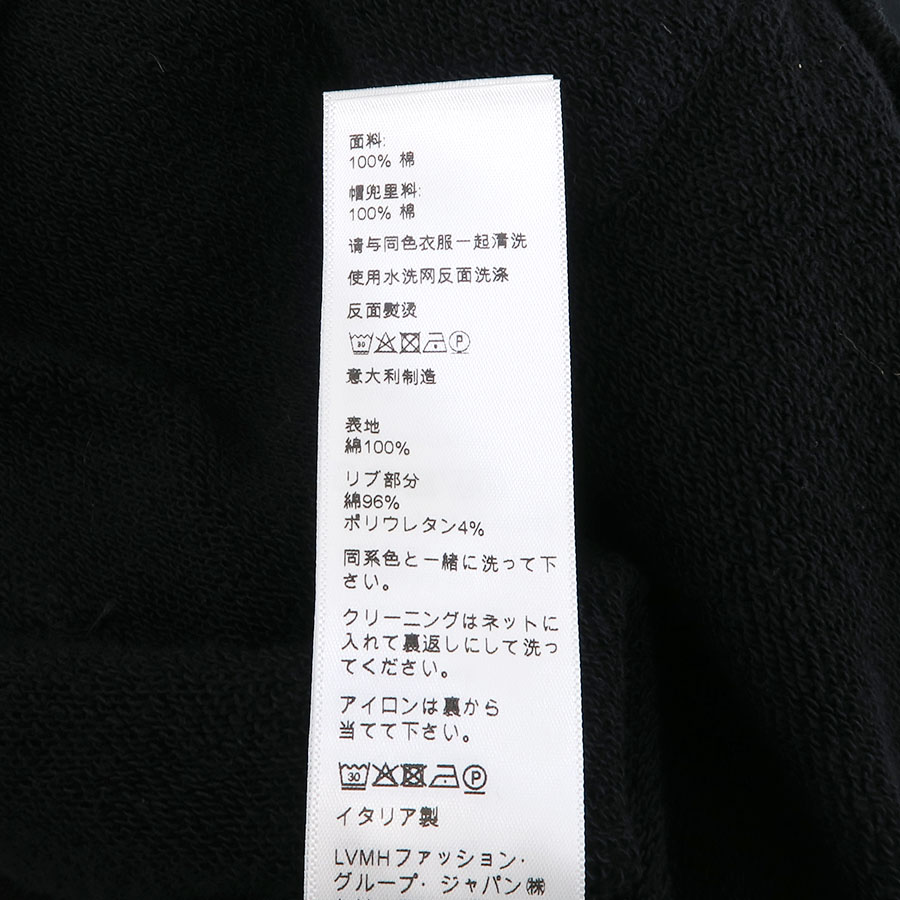 面料:
100% 棉
帽兜里料:
100% 棉
请与同色衣服一起清洗
使用水洗网反面洗涤
反面熨烫
30 P
意大利制造
表地
綿100%
リブ部分
綿96%
ポリウレタン4%
同系色と一緒に洗って下
さい。
クリーニングはネットに
入れて裏返しにして洗っ
てください。
アイロンは裏から
当てて下さい。
30 P
イタリア製
LVMHファッション・
グループ・ジャパン㈱